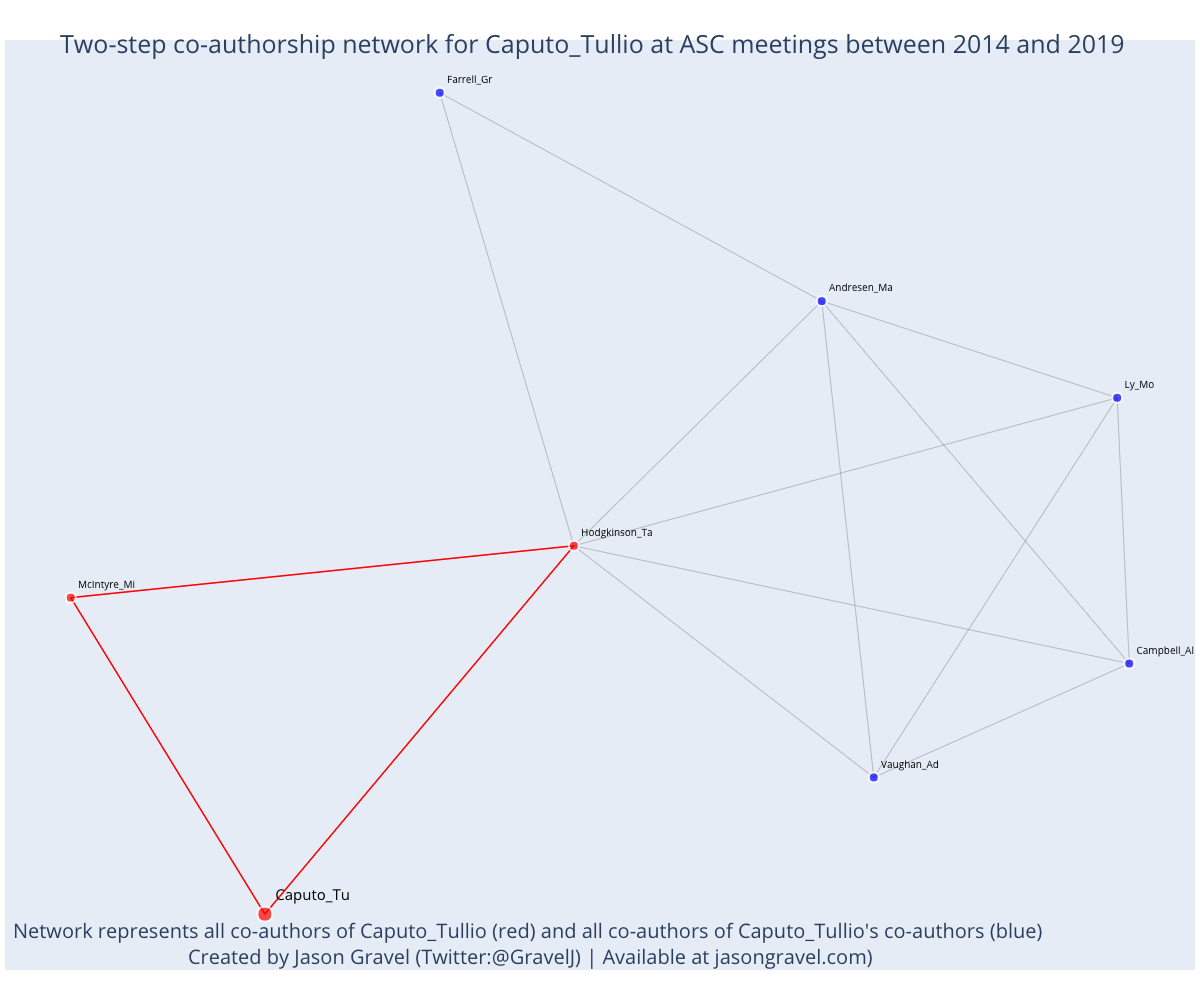 Two-step co-authorship network for Caputo_Tullio at ASC meetings between 2014 and 2019
Farrell_Gr
Andresen_Ma
Ly_Mo
Hodgkinson_Ta
McIntyre_Mi
Campbell_Al
Vaughan_Ad
Caputo_Tu
Network represents all co-authors of Caputo_Tullio (red) and all co-authors of Caputo_Tullio's co-authors (blue)
Created by Jason Gravel (Twitter:@GravelJ) | Available at jasongravel.com)